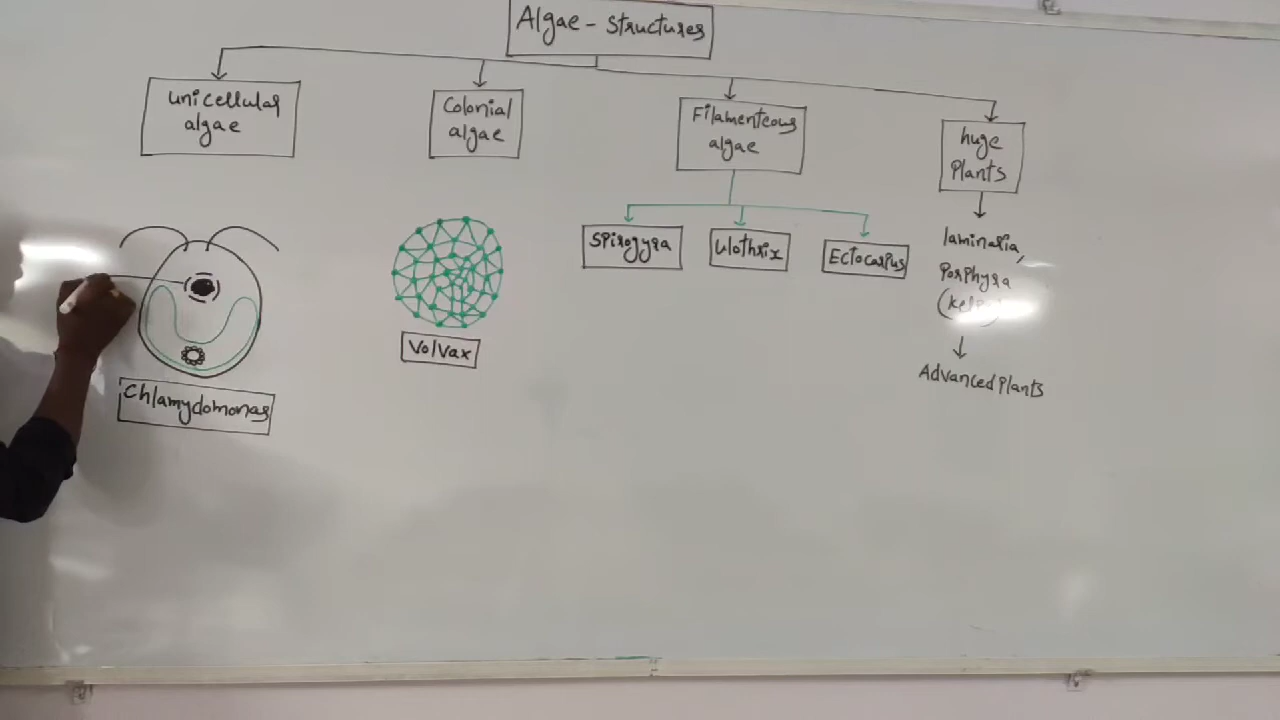 Algae - Structures
unicellular
algae
Colonial
algae
Filamenteous
algae
huge
Plants
Spirogyra
Ulothrix
Ectocarpus
laminaria,
Porphyra
Advanced Plants
Volvax
Chlamydomonas